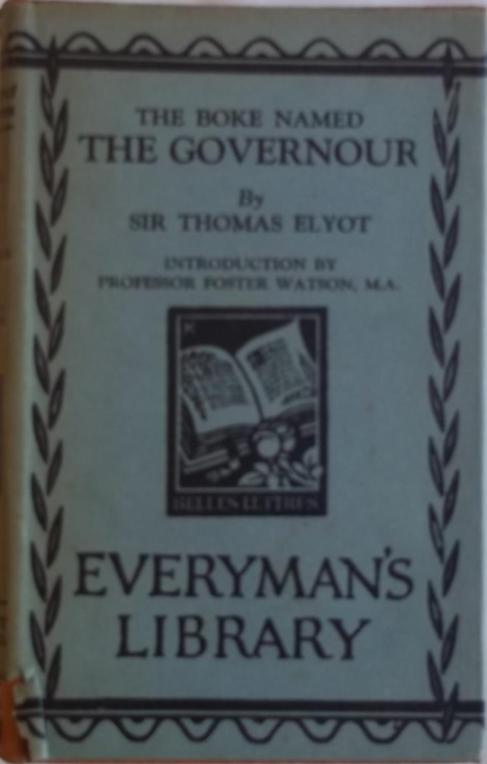 THE BOKE NAMED
THE GOVERNOUR
By
SIR THOMAS ELYOT
INTRODUCTION BY
PROFESSOR FOSTER WATSON, M.A.
BELLES LETTRES
EVERYMAN'S
LIBRARY